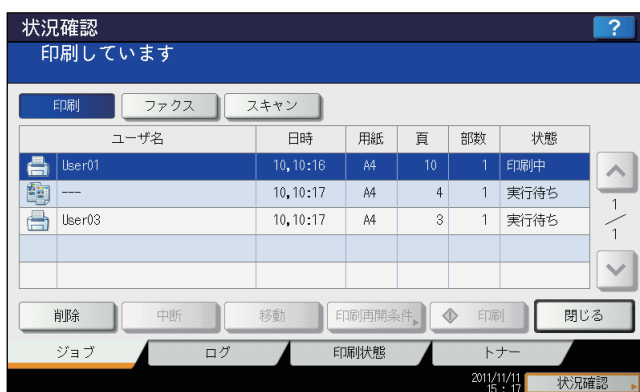 状況確認 ?
印刷しています
印刷 ファクス スキャン
ユーザ名 日時 用紙 頁 部数 状態
User01 10,10:16 A4 10 1 印刷中
--- 10,10:17 A4 4 1 実行待ち
User03 10,10:17 A4 3 1 実行待ち
1
1
削除 中断 移動 印刷再開条件 印刷 閉じる
ジョブ ログ 印刷状態 トナー
2011/11/11
15 : 17 状況確認